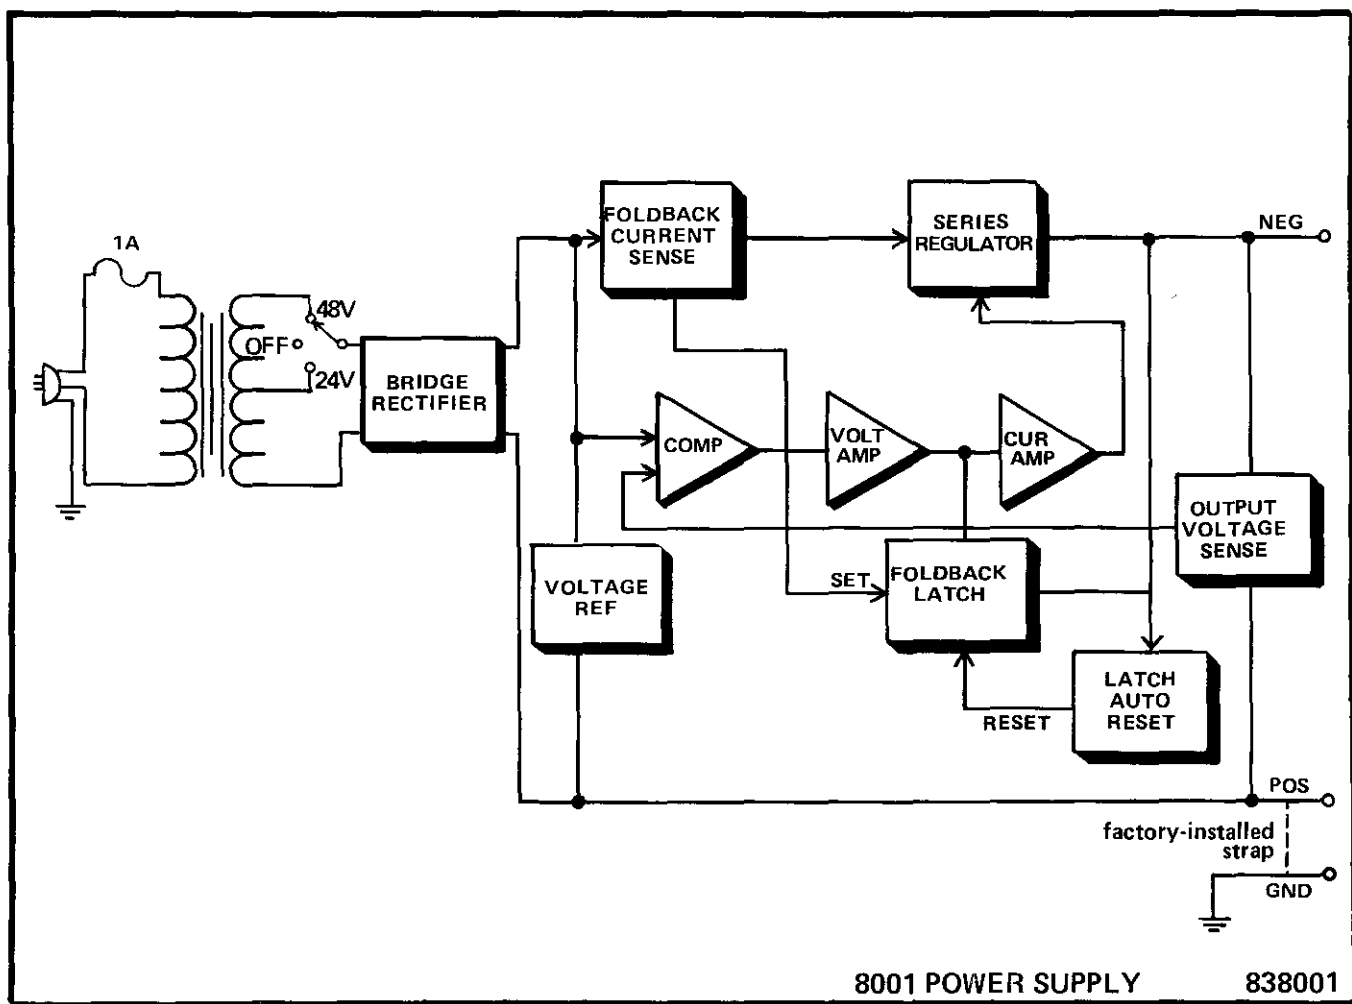 1A
48V
OFF
24V
BRIDGE
RECTIFIER
FOLDBACK
CURRENT
SENSE
SERIES
REGULATOR
NEG
COMP
VOLT
AMP
CUR
AMP
OUTPUT
VOLTAGE
SENSE
VOLTAGE
REF
SET
FOLDBACK
LATCH
RESET
LATCH
AUTO
RESET
POS
factory-installed
strap
GND
8001 POWER SUPPLY 838001